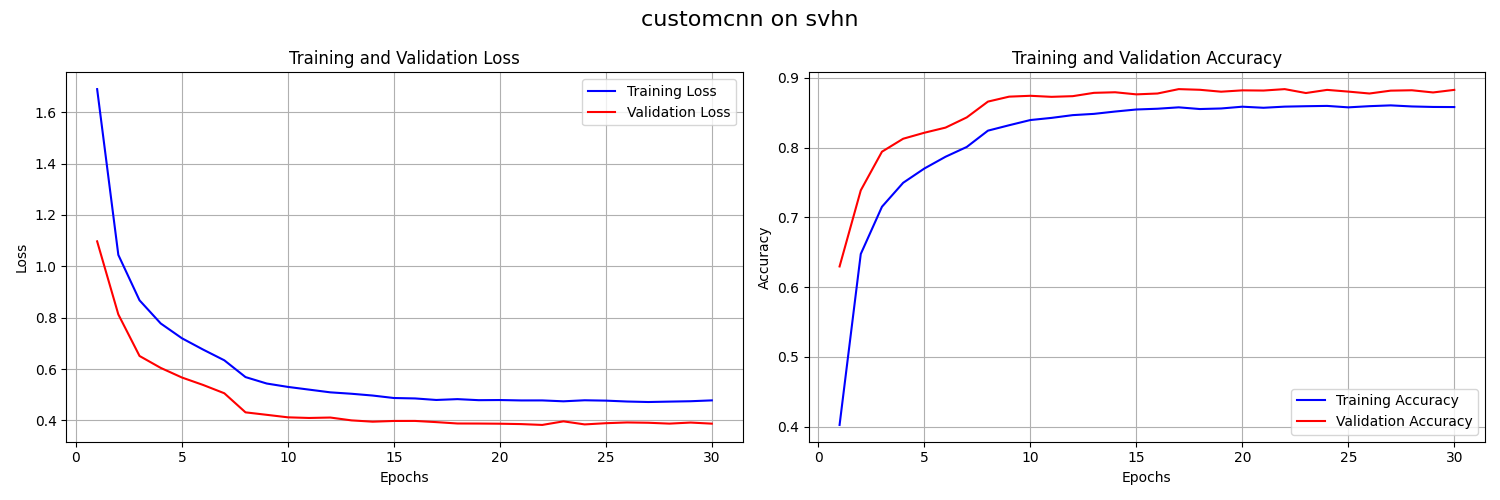 customcnn on svhn
Training and Validation Loss
Training Loss
Validation Loss
1.6
1.4
1.2
1.0
0.8
0.6
0.4
Loss
0 5 10 15 20 25 30
Epochs
Training and Validation Accuracy
0.9
0.8
0.7
0.6
0.5
0.4
Accuracy
Training Accuracy
Validation Accuracy
0 5 10 15 20 25 30
Epochs